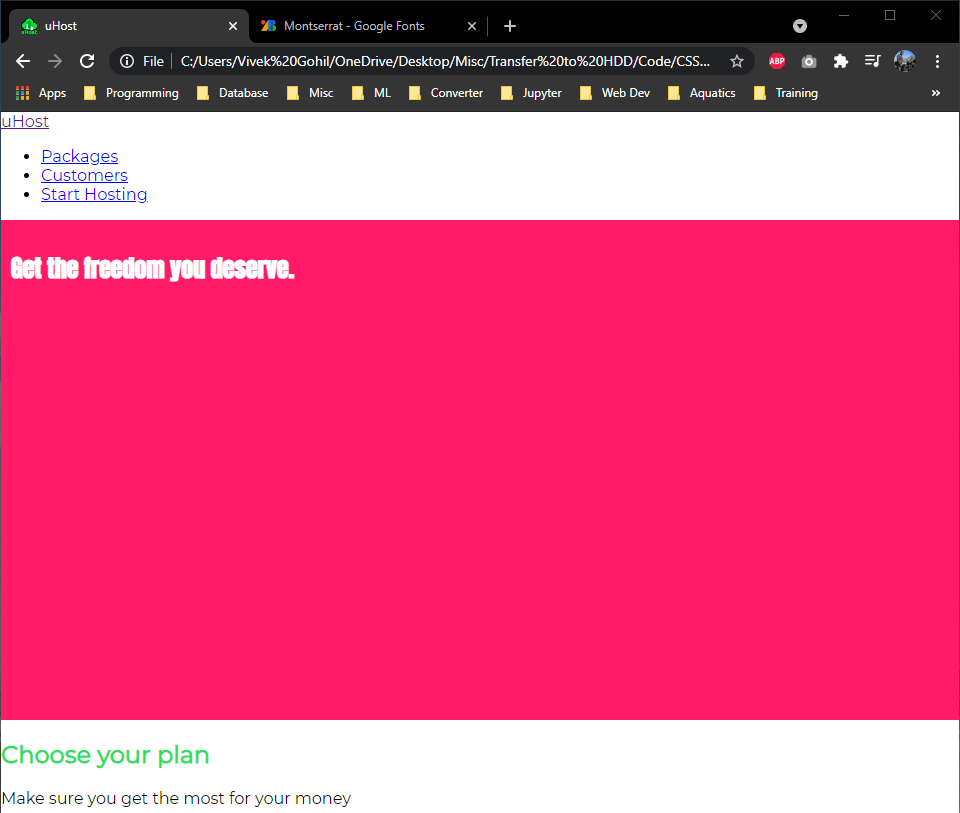 uHost
Montserrat - Google Fonts
File
C:/Users/Vivek%20Gohil/OneDrive/Desktop/Misc/Transfer%20to%20HDD/Code/CSS...
ABP
Apps
Programming
Database
Misc
ML
Converter
Jupyter
Web Dev
Aquatics
Training
»
uHost
• Packages
• Customers
• Start Hosting
Get the freedom you deserve.
Choose your plan
Make sure you get the most for your money